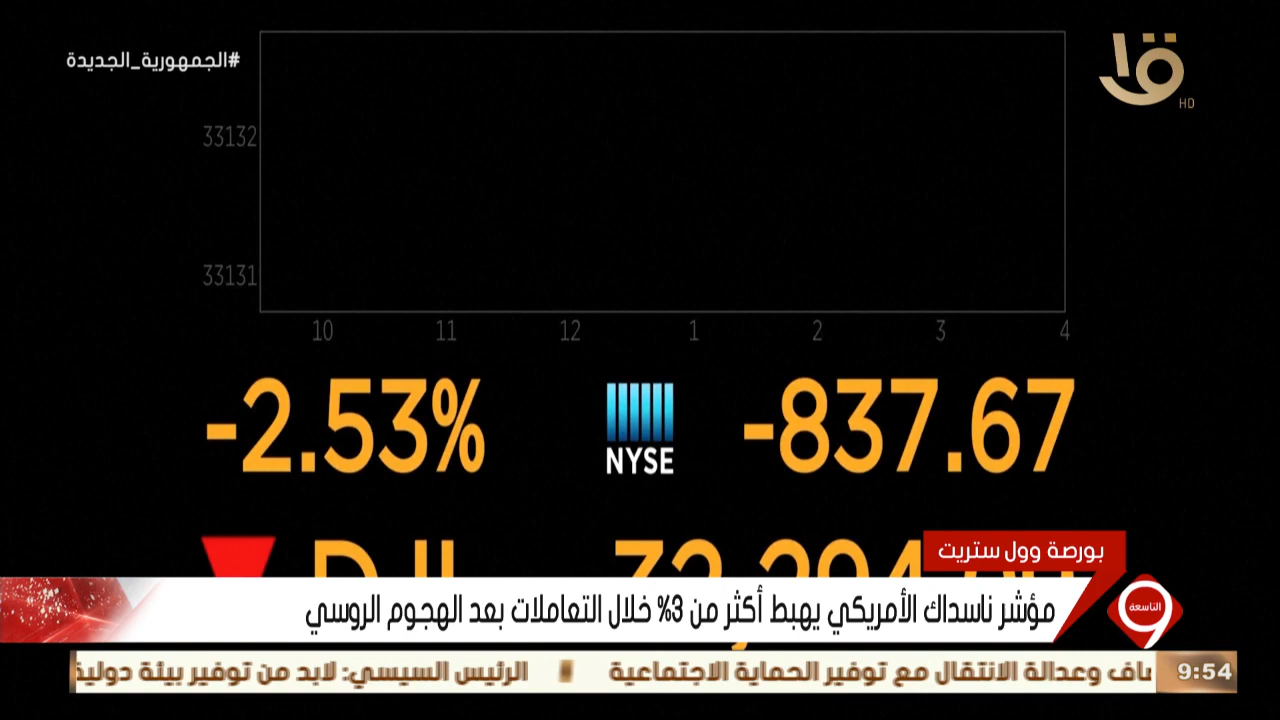 #الجمهورية_الجديدة
HD
33132
33131
10 11 12 1 2 3 4
-2.53% NYSE -837.67
بورصة وول ستريت
مؤشر ناسداك الأمريكي يهبط أكثر من 3% خلال التعاملات بعد الهجوم الروسي
التاسعة
9
9:54
وعدالة الانتقال مع توفير الحماية الاجتماعية
الرئيس السيسي: لابد من توفير بيئة